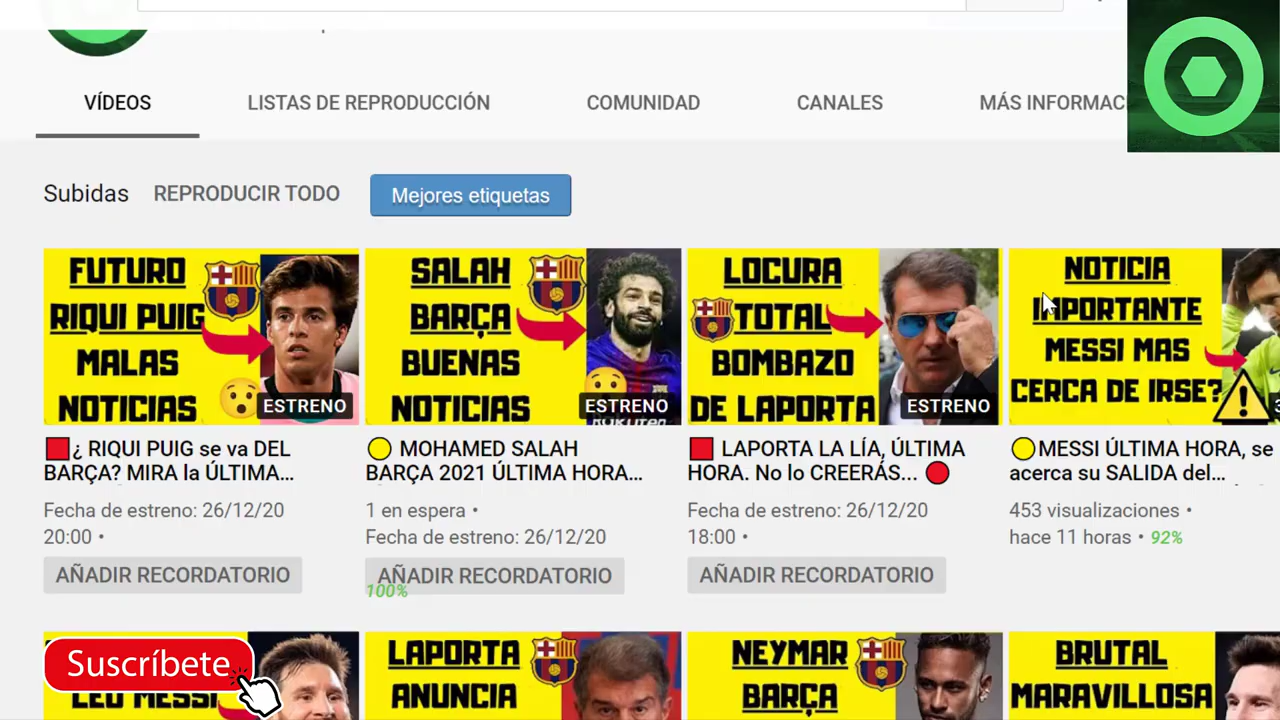 VÍDEOS
LISTAS DE REPRODUCCIÓN
COMUNIDAD
CANALES
MÁS INFORMAC
Subidas
REPRODUCIR TODO
Mejores etiquetas
FUTURO
RIQUI PUIG
MALAS
NOTICIAS
ESTRENO
SALAH
BARÇA
BUENAS
NOTICIAS
ESTRENO
LOCURA
TOTAL
BOMBAZO
DE LAPORTA
ESTRENO
NOTICIA
IMPORTANTE
MESSI MAS
CERCA DE IRSE?
¿ RIQUI PUIG se va DEL
BARÇA? MIRA la ÚLTIMA...
Fecha de estreno: 26/12/20
20:00 •
AÑADIR RECORDATORIO
MOHAMED SALAH
BARÇA 2021 ÚLTIMA HORA...
1 en espera •
Fecha de estreno: 26/12/20
AÑADIR RECORDATORIO
100%
LAPORTA LA LÍA, ÚLTIMA
HORA. No lo CREERÁS...
Fecha de estreno: 26/12/20
18:00 •
AÑADIR RECORDATORIO
MESSI ÚLTIMA HORA, se
acerca su SALIDA del...
453 visualizaciones •
hace 11 horas • 92%
Suscríbete
LEO MESSI
LAPORTA
ANUNCIA
NEYMAR
BARÇA
BRUTAL
MARAVILLOSA